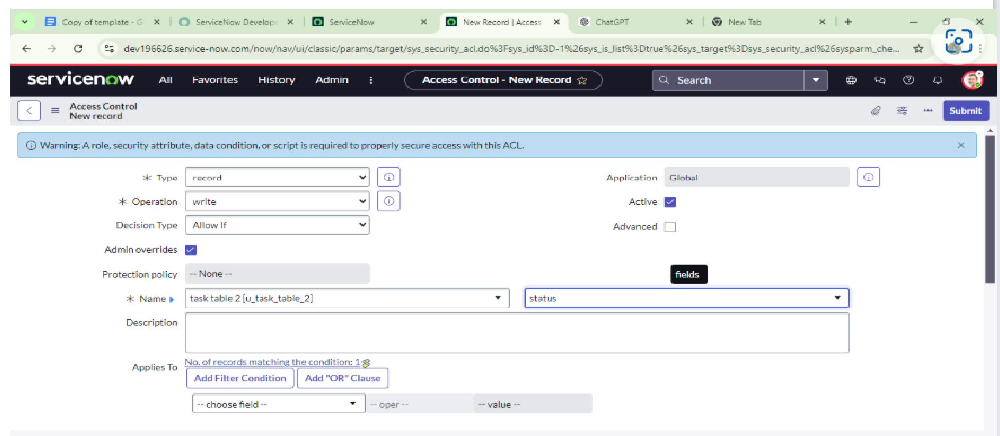 Copy of template - G
ServiceNow Develope
ServiceNow
New Record | Access
ChatGPT
New Tab
dev196626.service-now.com/now/nav/ui/classic/params/target/sys_security_acl.do%3Fsys_id%3D-1%26sys_is_list%3Dtrue%26sys_target%3Dsys_security_acl%26sysparm_che...
servicenow All Favorites History Admin Access Control - New Record Search
Access Control
New record
Submit
Warning: A role, security attribute, data condition, or script is required to properly secure access with this ACL.
Type record Application Global
Operation write Active
Decision Type Allow If Advanced
Admin overrides
Protection policy -- None -- fields
Name task table 2 [u_task_table_2] status
Description
Applies To No. of records matching the condition: 1
Add Filter Condition Add "OR" Clause
-- choose field -- -- oper -- -- value --